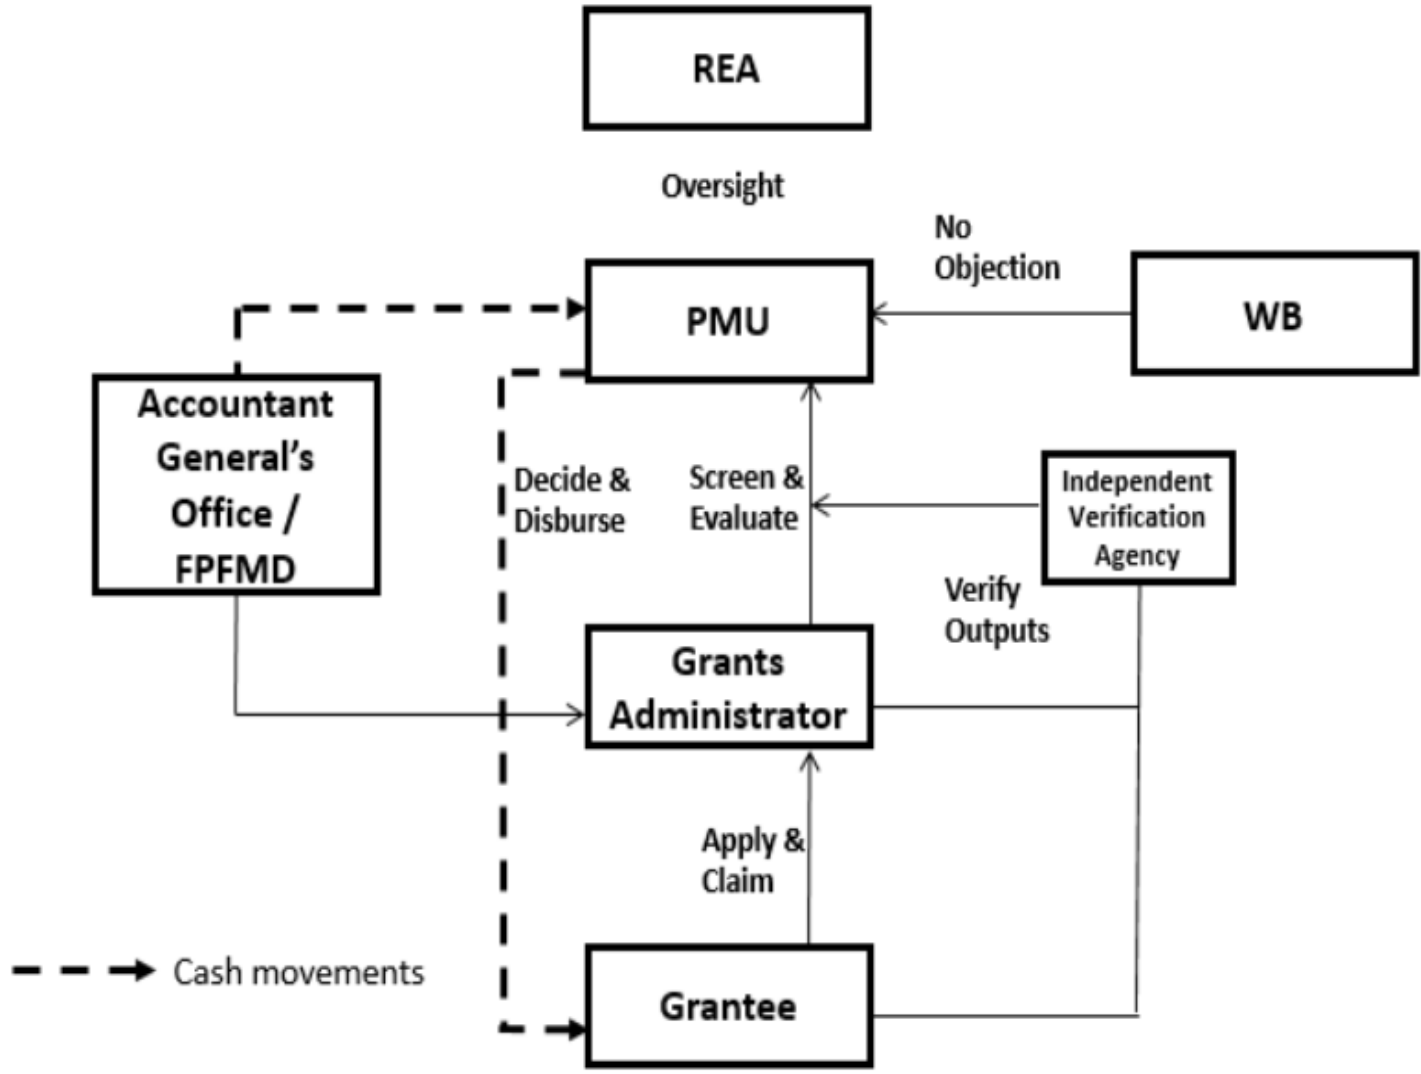 REA
Oversight
No
Objection
PMU
WB
Accountant
General's
Office /
FPFMD
Decide &
Disburse
Screen &
Evaluate
Independent
Verification
Agency
Verify
Outputs
Grants
Administrator
Apply &
Claim
Cash movements
Grantee